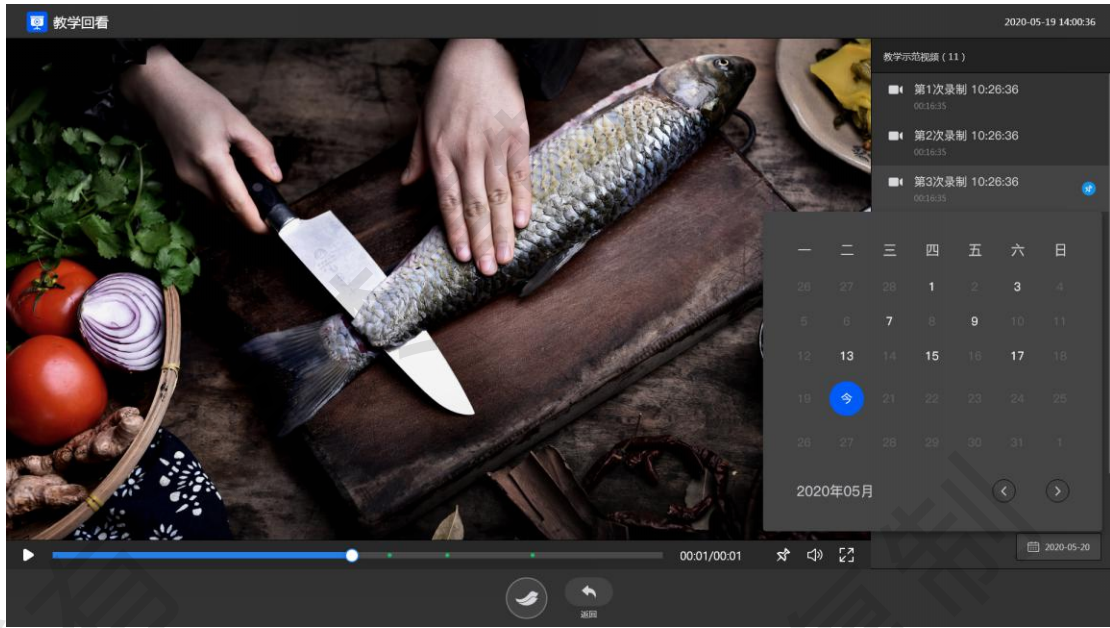 教学回看
2020-05-19 14:00:36
教学示范视频（11）
第1次录制 10:26:36
00:16:35
第2次录制 10:26:36
00:16:35
第3次录制 10:26:36
00:16:35
一 二 三 四 五 六 日
26 27 28 1 2 3 4
5 6 7 8 9 10 11
12 13 14 15 16 17 18
19 今 21 22 23 24 25
26 27 28 29 30 31 1
2020年05月
00:01/00:01
2020-05-20
返回